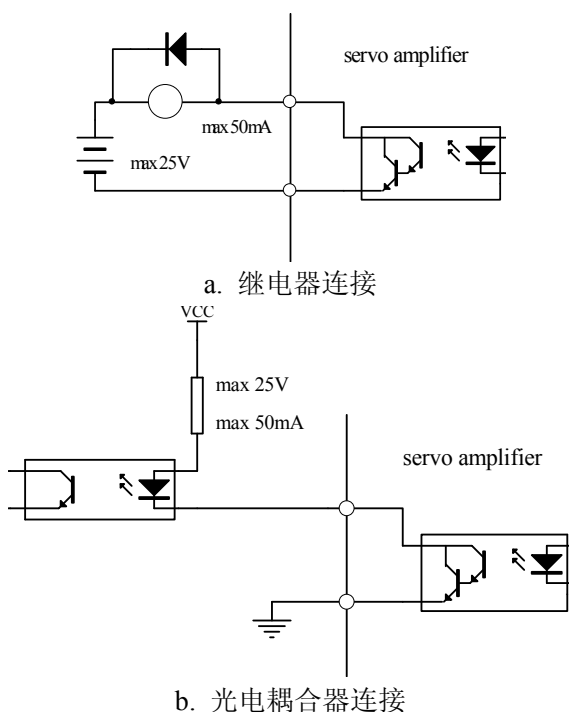 servo amplifier
max50mA
max25V
a. 继电器连接
VCC
max 25V
max 50mA
servo amplifier
b. 光电耦合器连接